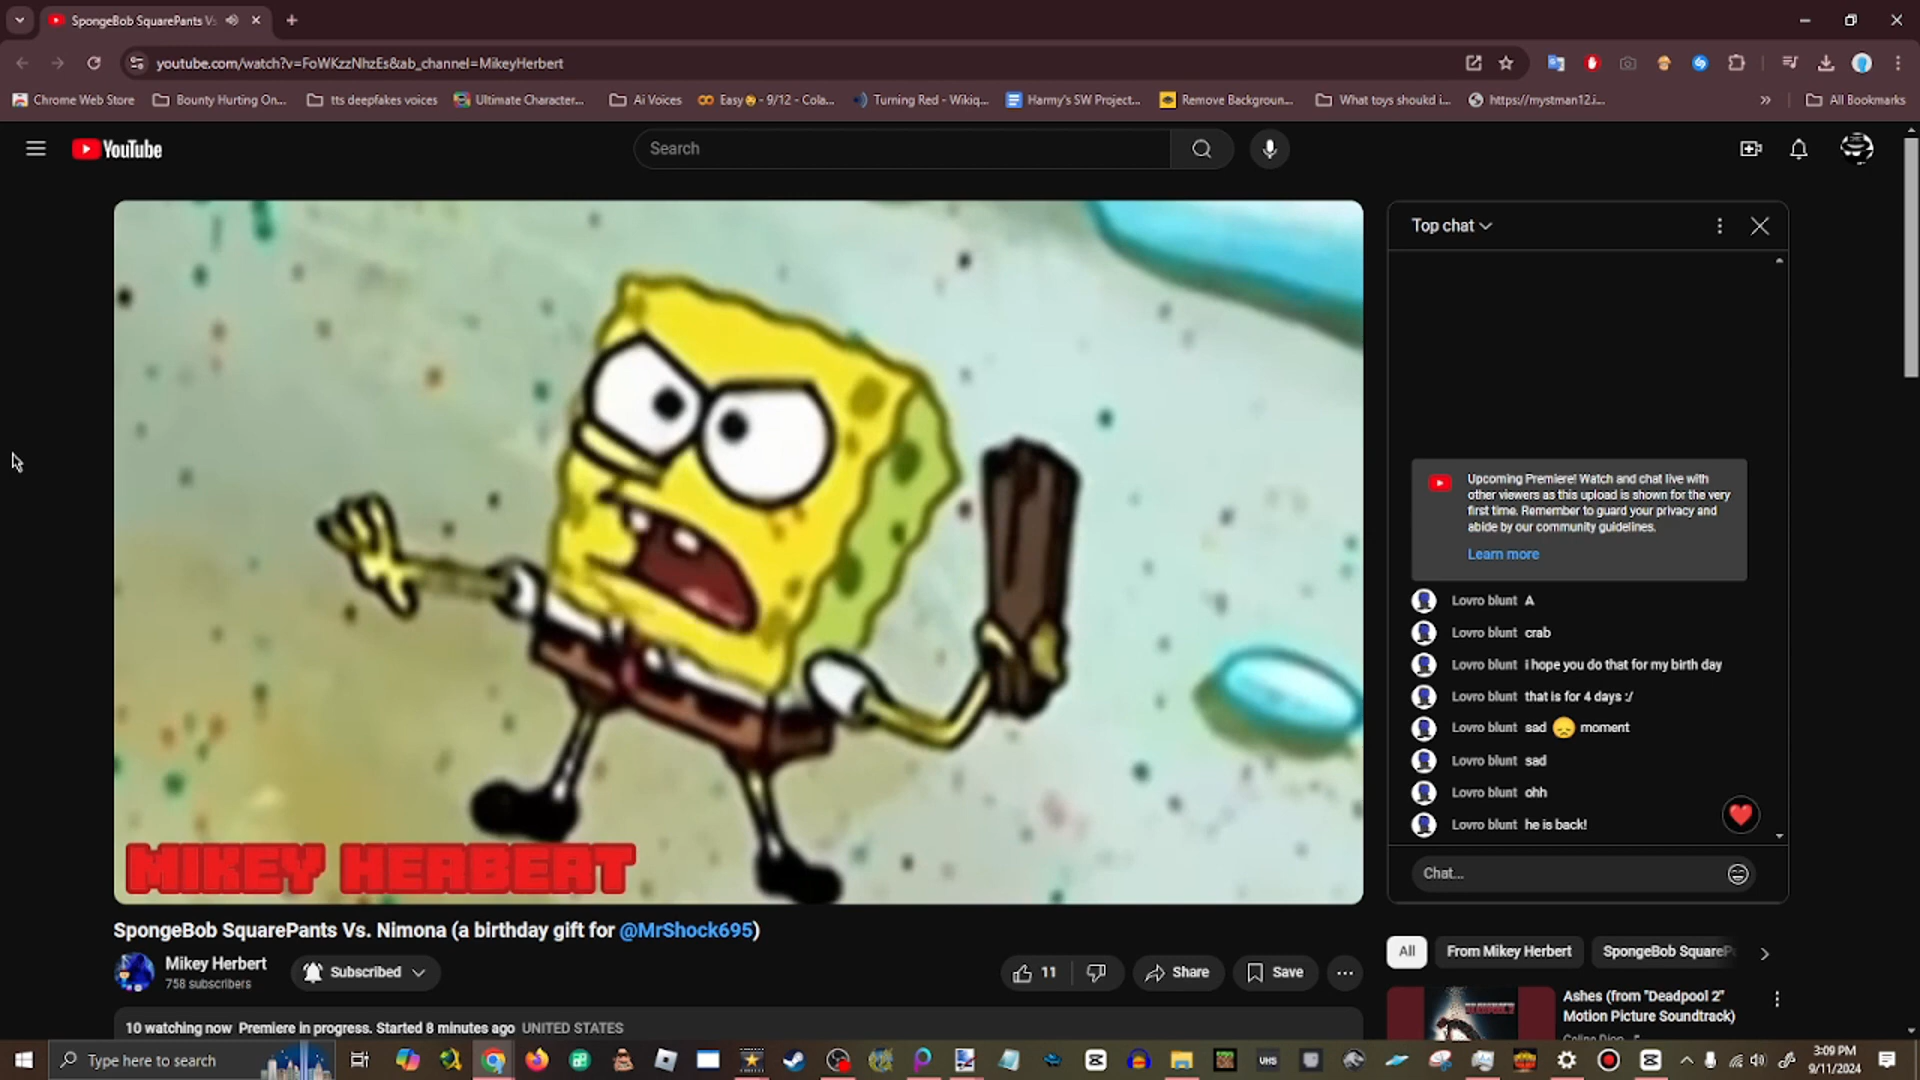 SpongeBob SquarePants Vs
youtube.com/watch?v=FoWKzzNhzEs&ab_channel=MikeyHerbert
Chrome Web Store
Bounty Hurting On...
tts deepfakes voices
Ultimate Character...
Ai Voices
Easy 9/12 - Cola...
Turning Red - Wikiq...
Harmy's SW Project...
Remove Backgroun...
What toys shoukd i...
https://mystman12.i...
All Bookmarks
YouTube
Search
Top chat
Upcoming Premiere! Watch and chat live with
other viewers as this upload is shown for the very
first time. Remember to guard your privacy and
abide by our community guidelines.
Learn more
Lovro blunt A
Lovro blunt crab
Lovro blunt i hope you do that for my birth day
Lovro blunt that is for 4 days :/
Lovro blunt sad 😞 moment
Lovro blunt sad
Lovro blunt ohh
Lovro blunt he is back!
Chat...
MIKEY HERBERT
SpongeBob SquarePants Vs. Nimona (a birthday gift for @MrShock695)
Mikey Herbert
758 subscribers
Subscribed
11
Share
Save
All
From Mikey Herbert
SpongeBob SquareP
Ashes (from "Deadpool 2"
Motion Picture Soundtrack)
10 watching now Premiere in progress. Started 8 minutes ago UNITED STATES
Type here to search
VHS
3:09 PM
9/11/2024